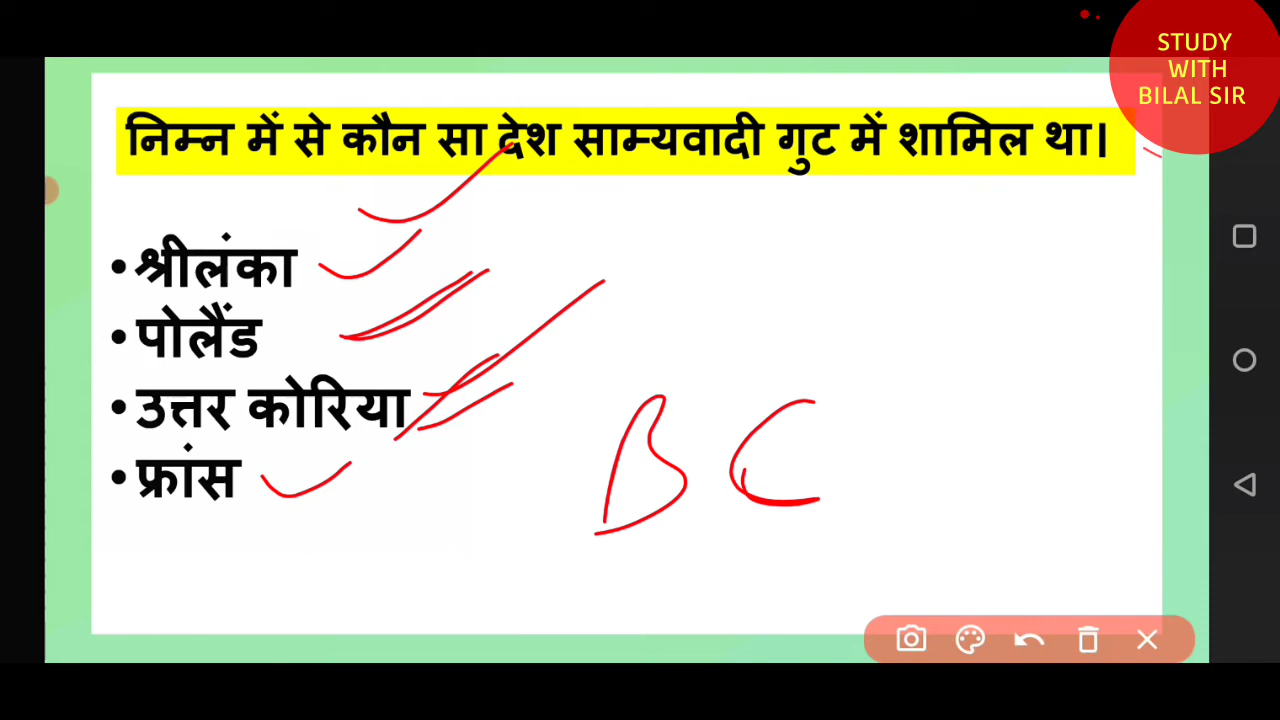 STUDY
WITH
BILAL SIR
निम्न में से कौन सा देश साम्यवादी गुट में शामिल था।
• श्रीलंका
• पोलैंड
• उत्तर कोरिया
• फ्रांस
B C